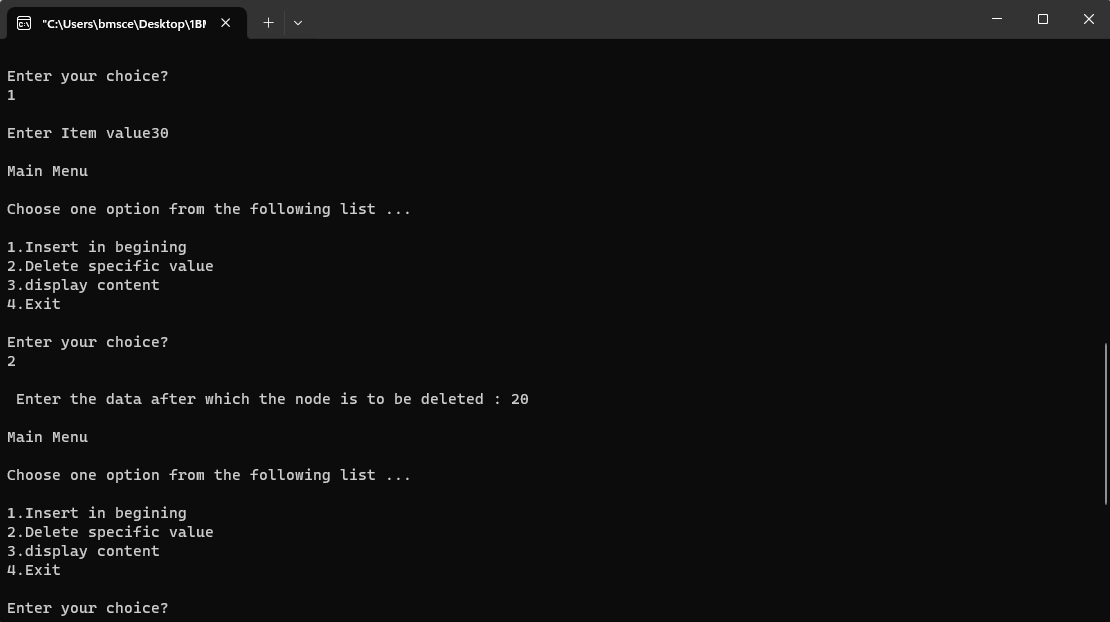 "C:\Users\bmsce\Desktop\1BM
Enter your choice?
1
Enter Item value30
Main Menu
Choose one option from the following list ...
1.Insert in begining
2.Delete specific value
3.display content
4.Exit
Enter your choice?
2
Enter the data after which the node is to be deleted : 20
Main Menu
Choose one option from the following list ...
1.Insert in begining
2.Delete specific value
3.display content
4.Exit
Enter your choice?